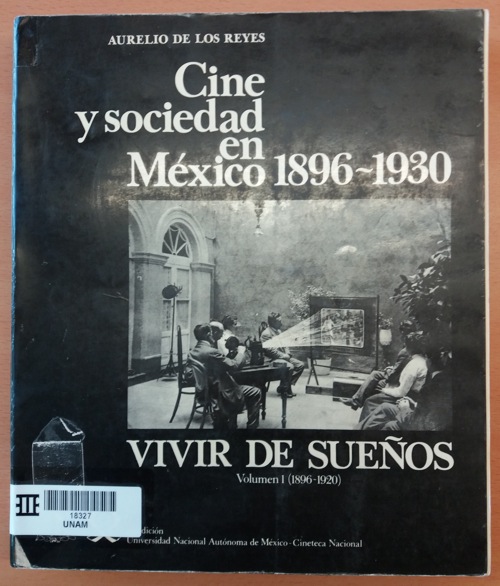 AURELIO DE LOS REYES
Cine
y sociedad
en
México 1896~1930
VIVIR DE SUEÑOS
Volumen I (1896-1920)
18327
UNAM
Universidad Nacional Autónoma de México - Cineteca Nacional